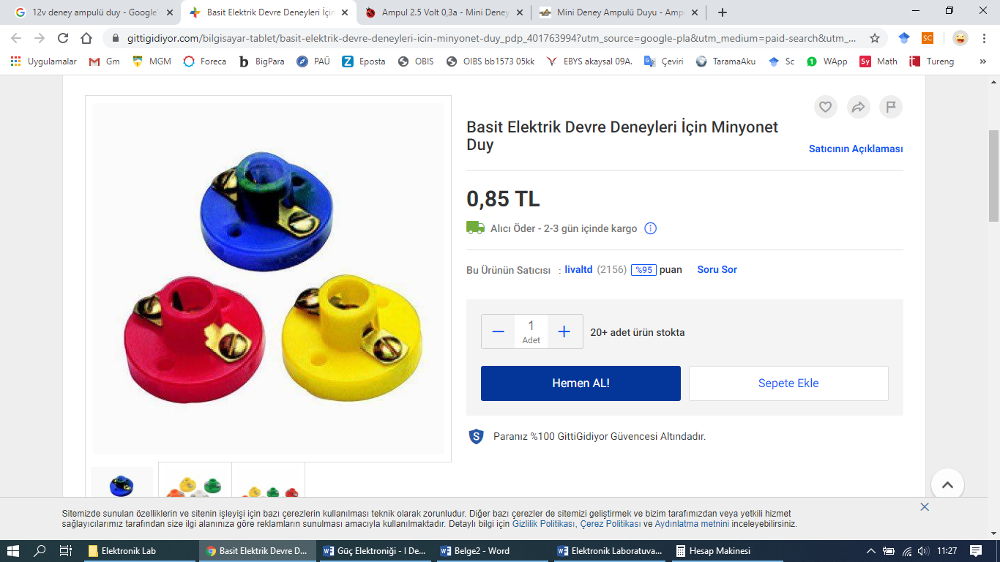 12v deney ampulü duy - Google'
Basit Elektrik Devre Deneyleri İçin
Ampul 2.5 Volt 0,3a - Mini Deney
Mini Deney Ampulü Duyu - Amp
gittigidiyor.com/bilgisayar-tablet/basit-elektrik-devre-deneyleri-icin-minyonet-duy_pdp_401763994?utm_source=google-pla&utm_medium=paid-search&utm_...
SC
Uygulamalar
Gm
MGM
Foreca
BigPara
PAÜ
Eposta
OBIS
OIBS bb1573 05kk
EBYS akaysal 09A.
Çeviri
TaramaAku
Sc
WApp
Math
Tureng
Basit Elektrik Devre Deneyleri İçin Minyonet
Duy
Satıcının Açıklaması
0,85 TL
Alıcı Öder - 2-3 gün içinde kargo
Bu Ürünün Satıcısı : livaltd (2156) %95 puan Soru Sor
1
Adet
20+ adet ürün stokta
Hemen AL!
Sepete Ekle
Paranız %100 GittiGidiyor Güvencesi Altındadır.
Sitemizde sunulan özelliklerin ve sitenin işleyişi için bazı çerezlerin kullanılması teknik olarak zorunludur. Diğer bazı çerezler de sitemizi geliştirmek ve bizim tarafımızdan veya yetkili hizmet
sağlayıcılarımız tarafından size ilgi alanınıza göre reklamların sunulması amacıyla kullanılmaktadır. Detaylı bilgi için Gizlilik Politikası, Çerez Politikası ve Aydınlatma metnini inceleyebilirsiniz.
Elektronik Lab
Basit Elektrik Devre D...
Güç Elektroniği - I De...
Belge2 - Word
Elektronik Laboratuva...
Hesap Makinesi
11:27